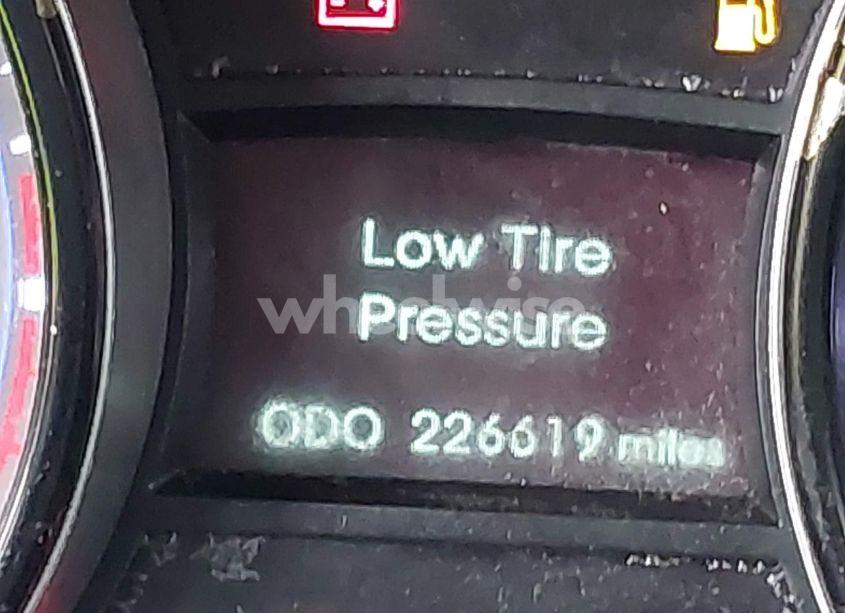 Low Tire
Pressure
wheelwise
ODO 226619 miles